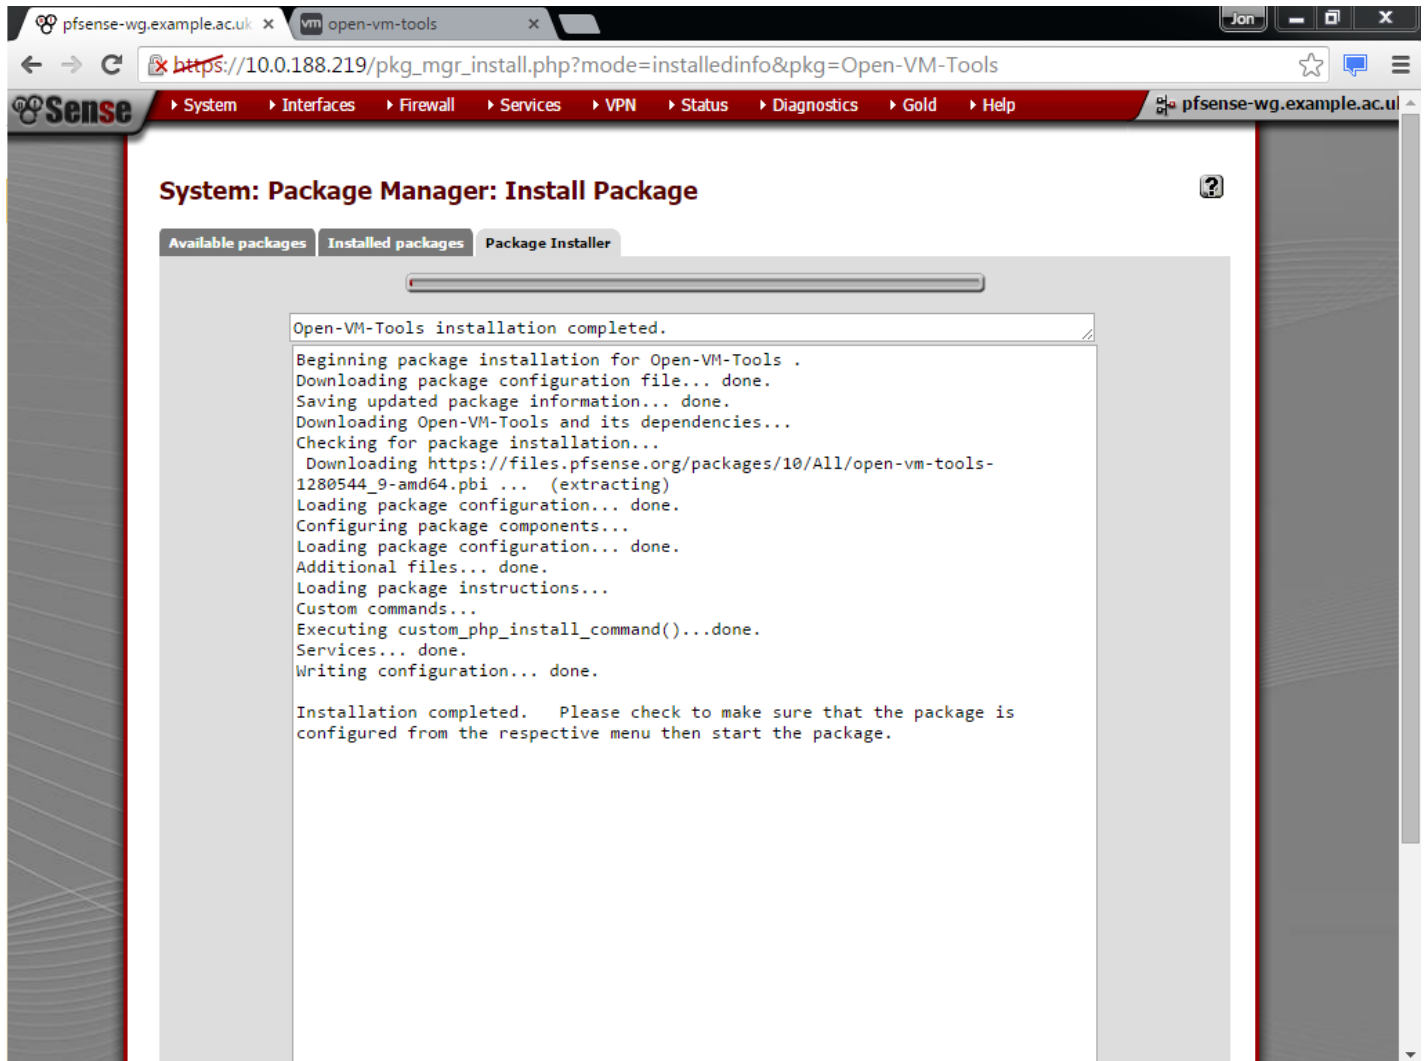 pfsense-wg.example.ac.uk
open-vm-tools
Jon
https://10.0.188.219/pkg_mgr_install.php?mode=installedinfo&pkg=Open-VM-Tools
Sense
System Interfaces Firewall Services VPN Status Diagnostics Gold Help
pfsense-wg.example.ac.ul
System: Package Manager: Install Package
?
Available packages Installed packages Package Installer
Open-VM-Tools installation completed.
Beginning package installation for Open-VM-Tools .
Downloading package configuration file... done.
Saving updated package information... done.
Downloading Open-VM-Tools and its dependencies...
Checking for package installation...
Downloading https://files.pfsense.org/packages/10/All/open-vm-tools-
1280544_9-amd64.pbi ... (extracting)
Loading package configuration... done.
Configuring package components...
Loading package configuration... done.
Additional files... done.
Loading package instructions...
Custom commands...
Executing custom_php_install_command()...done.
Services... done.
Writing configuration... done.
Installation completed. Please check to make sure that the package is
configured from the respective menu then start the package.